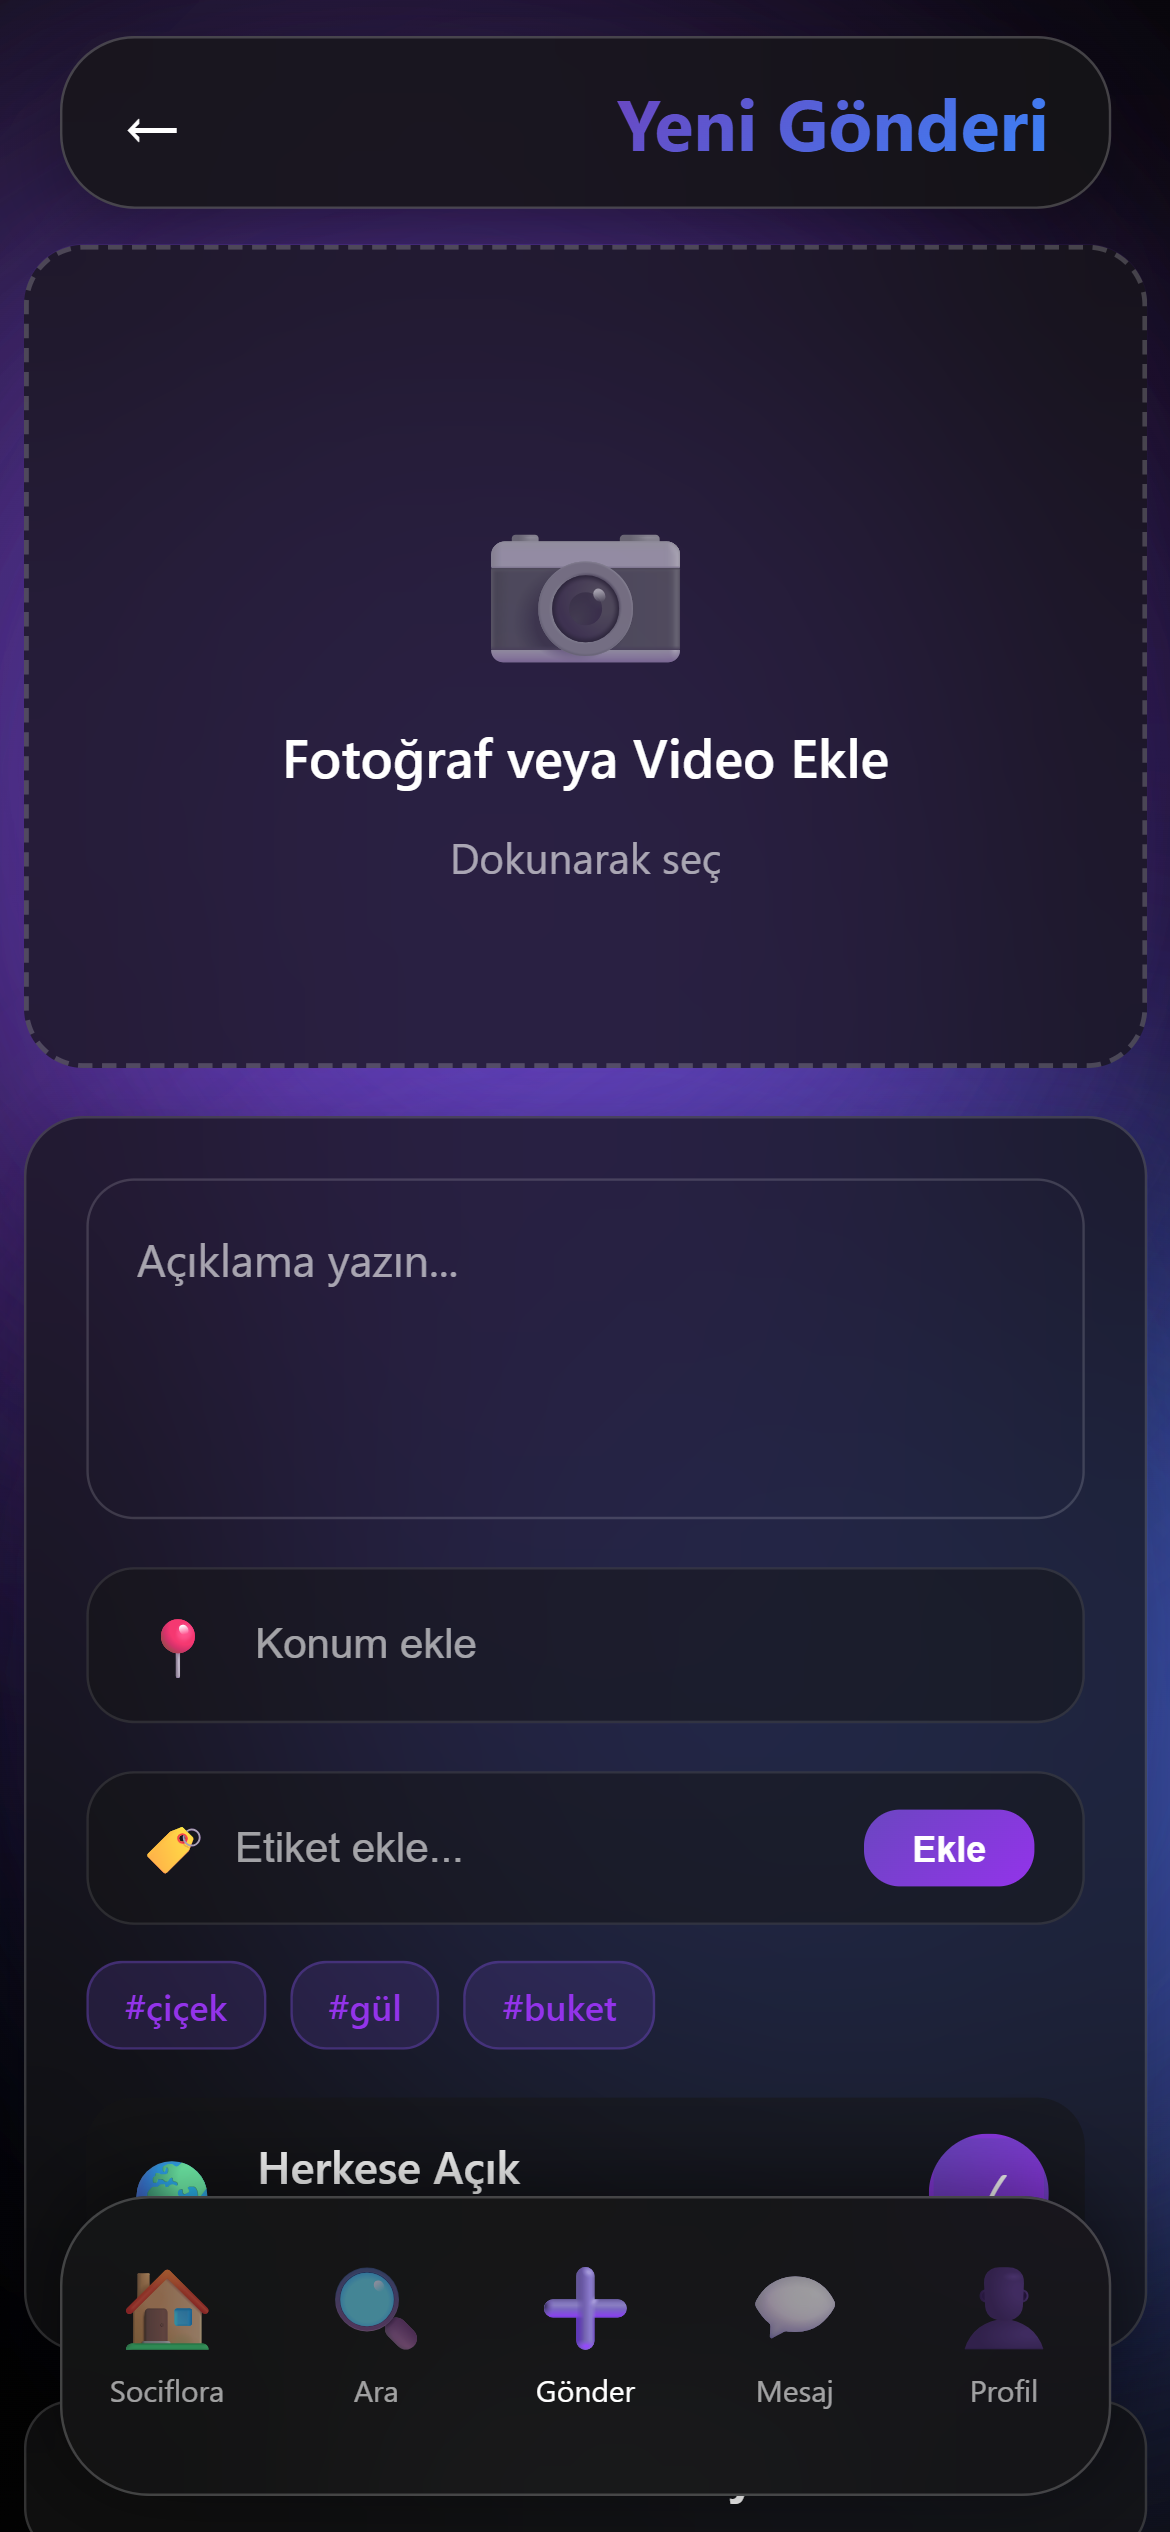 ← Yeni Gönderi
Fotoğraf veya Video Ekle
Dokunarak seç
Açıklama yazın...
Konum ekle
Etiket ekle... Ekle
#çiçek #gül #buket
Herkese Açık
Sociflora Ara Gönder Mesaj Profil